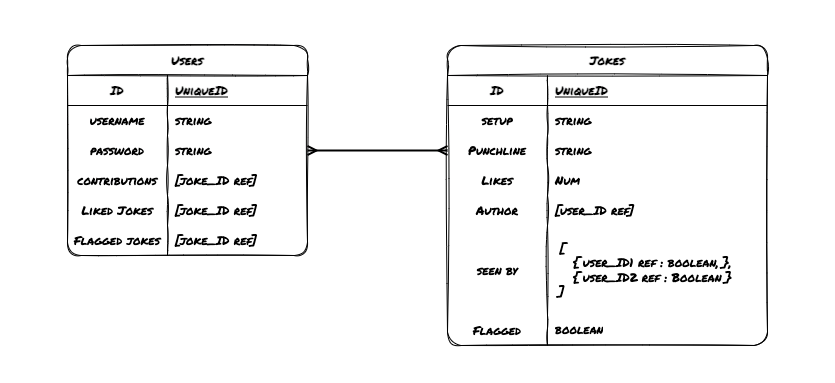 Users
ID UniqueID
username string
password string
contributions [joke_ID ref]
Liked Jokes [joke_ID ref]
Flagged jokes [joke_ID ref]
Jokes
ID UniqueID
setup string
Punchline string
Likes Num
Author [user_ID ref]
seen by
[
{ user_ID1 ref : boolean, },
{ user_ID2 ref : Boolean }
]
Flagged boolean